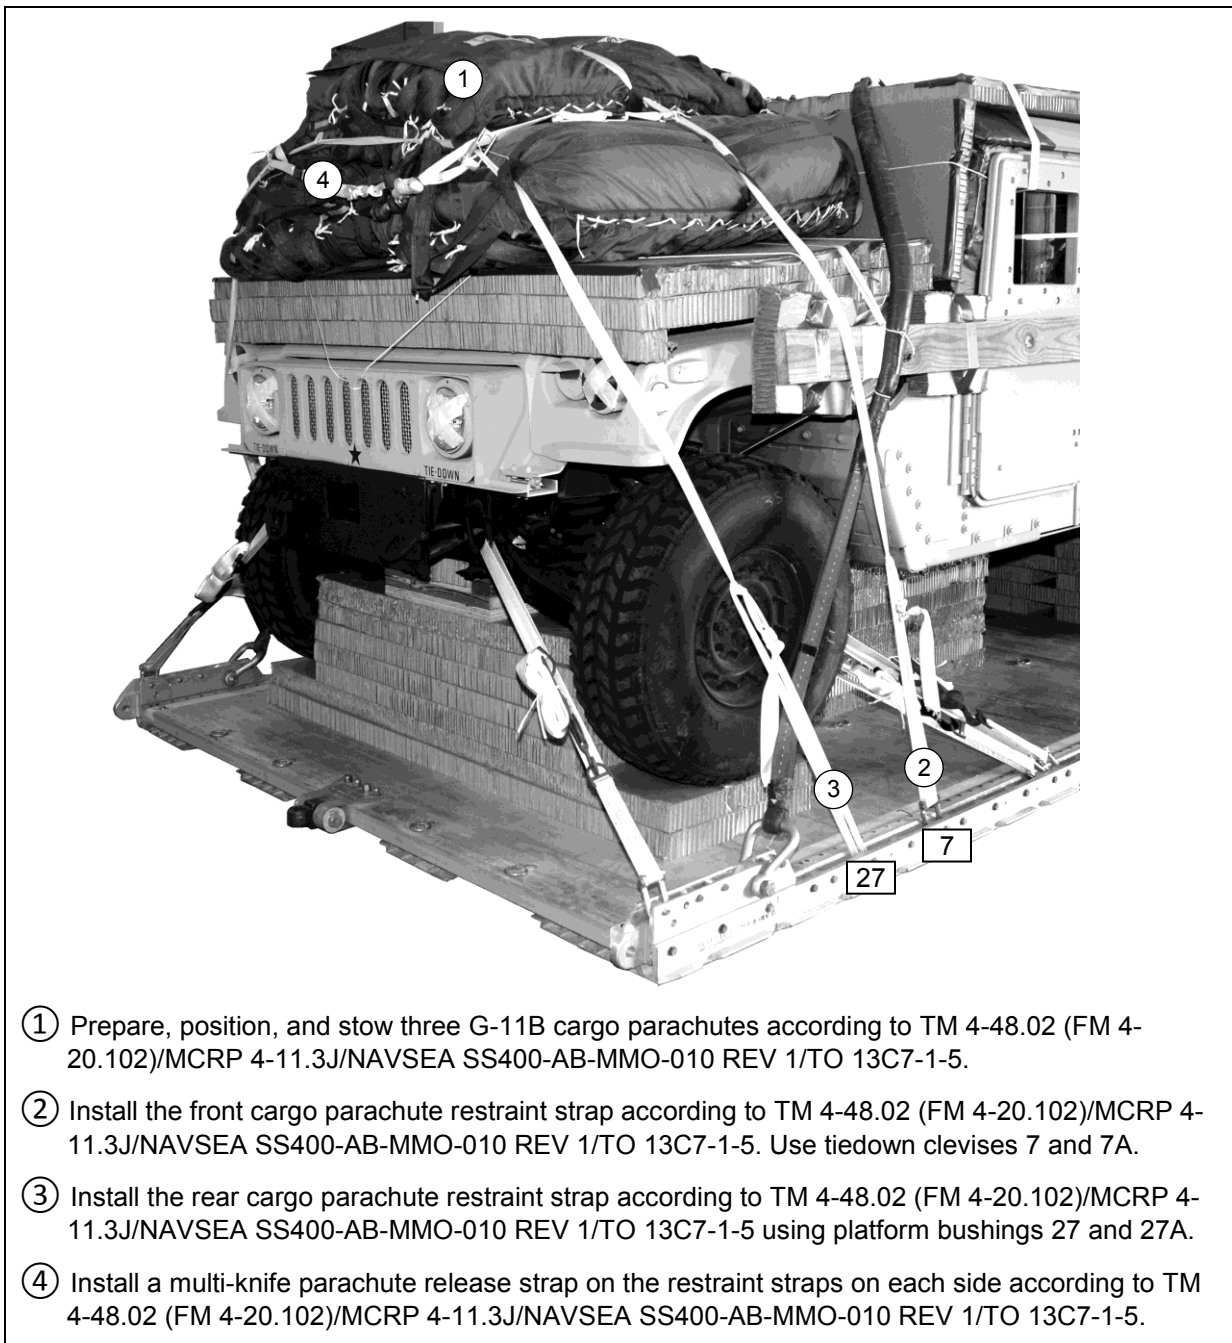 1
4
TIE-DOWN
TIE-DOWN
3
2
7
27
① Prepare, position, and stow three G-11B cargo parachutes according to TM 4-48.02 (FM 4-
20.102)/MCRP 4-11.3J/NAVSEA SS400-AB-MMO-010 REV 1/TO 13C7-1-5.
② Install the front cargo parachute restraint strap according to TM 4-48.02 (FM 4-20.102)/MCRP 4-
11.3J/NAVSEA SS400-AB-MMO-010 REV 1/TO 13C7-1-5. Use tiedown clevises 7 and 7A.
③ Install the rear cargo parachute restraint strap according to TM 4-48.02 (FM 4-20.102)/MCRP 4-
11.3J/NAVSEA SS400-AB-MMO-010 REV 1/TO 13C7-1-5 using platform bushings 27 and 27A.
④ Install a multi-knife parachute release strap on the restraint straps on each side according to TM
4-48.02 (FM 4-20.102)/MCRP 4-11.3J/NAVSEA SS400-AB-MMO-010 REV 1/TO 13C7-1-5.